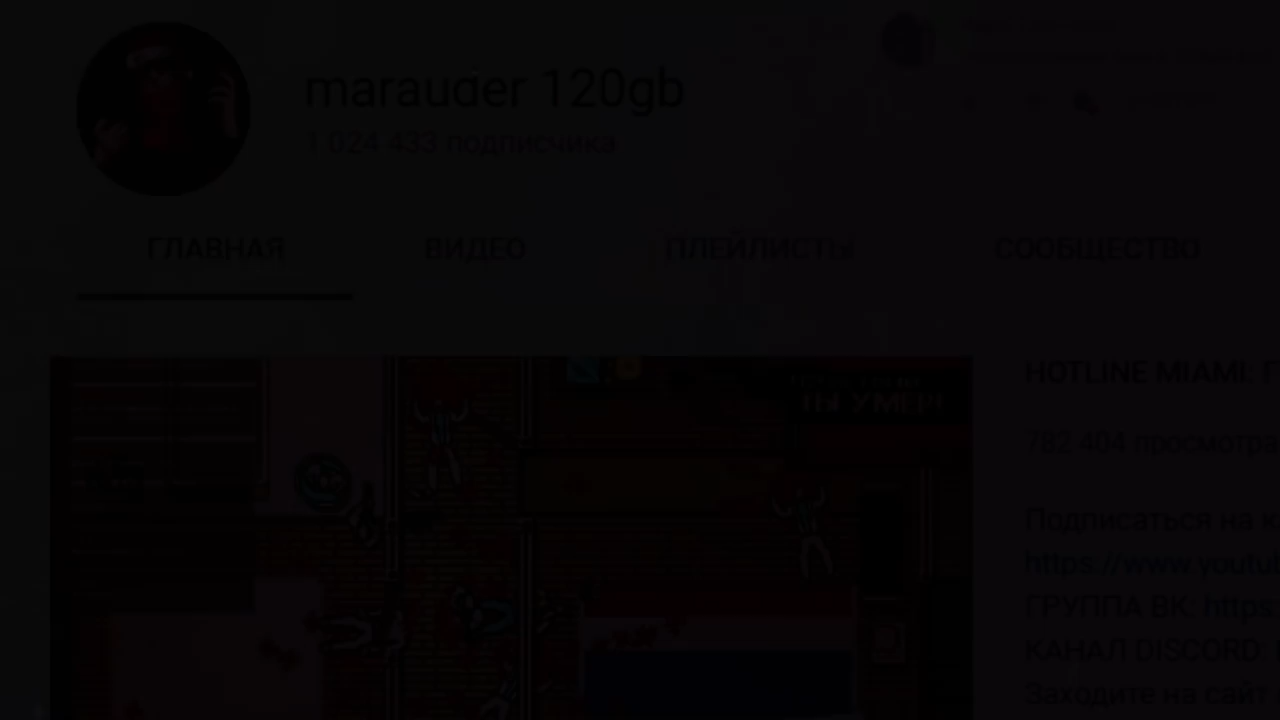 marauder 120gb
1 024 433 подписчика
ГЛАВНАЯ ВИДЕО ПЛЕЙЛИСТЫ СООБЩЕСТВО
ТЫ УМЕР!
HOTLINE MIAMI:
782 404 просмотра
Подписаться на
https://www.youtu
ГРУППА ВК: https:
КАНАЛ DISCORD:
Заходите на сайт: